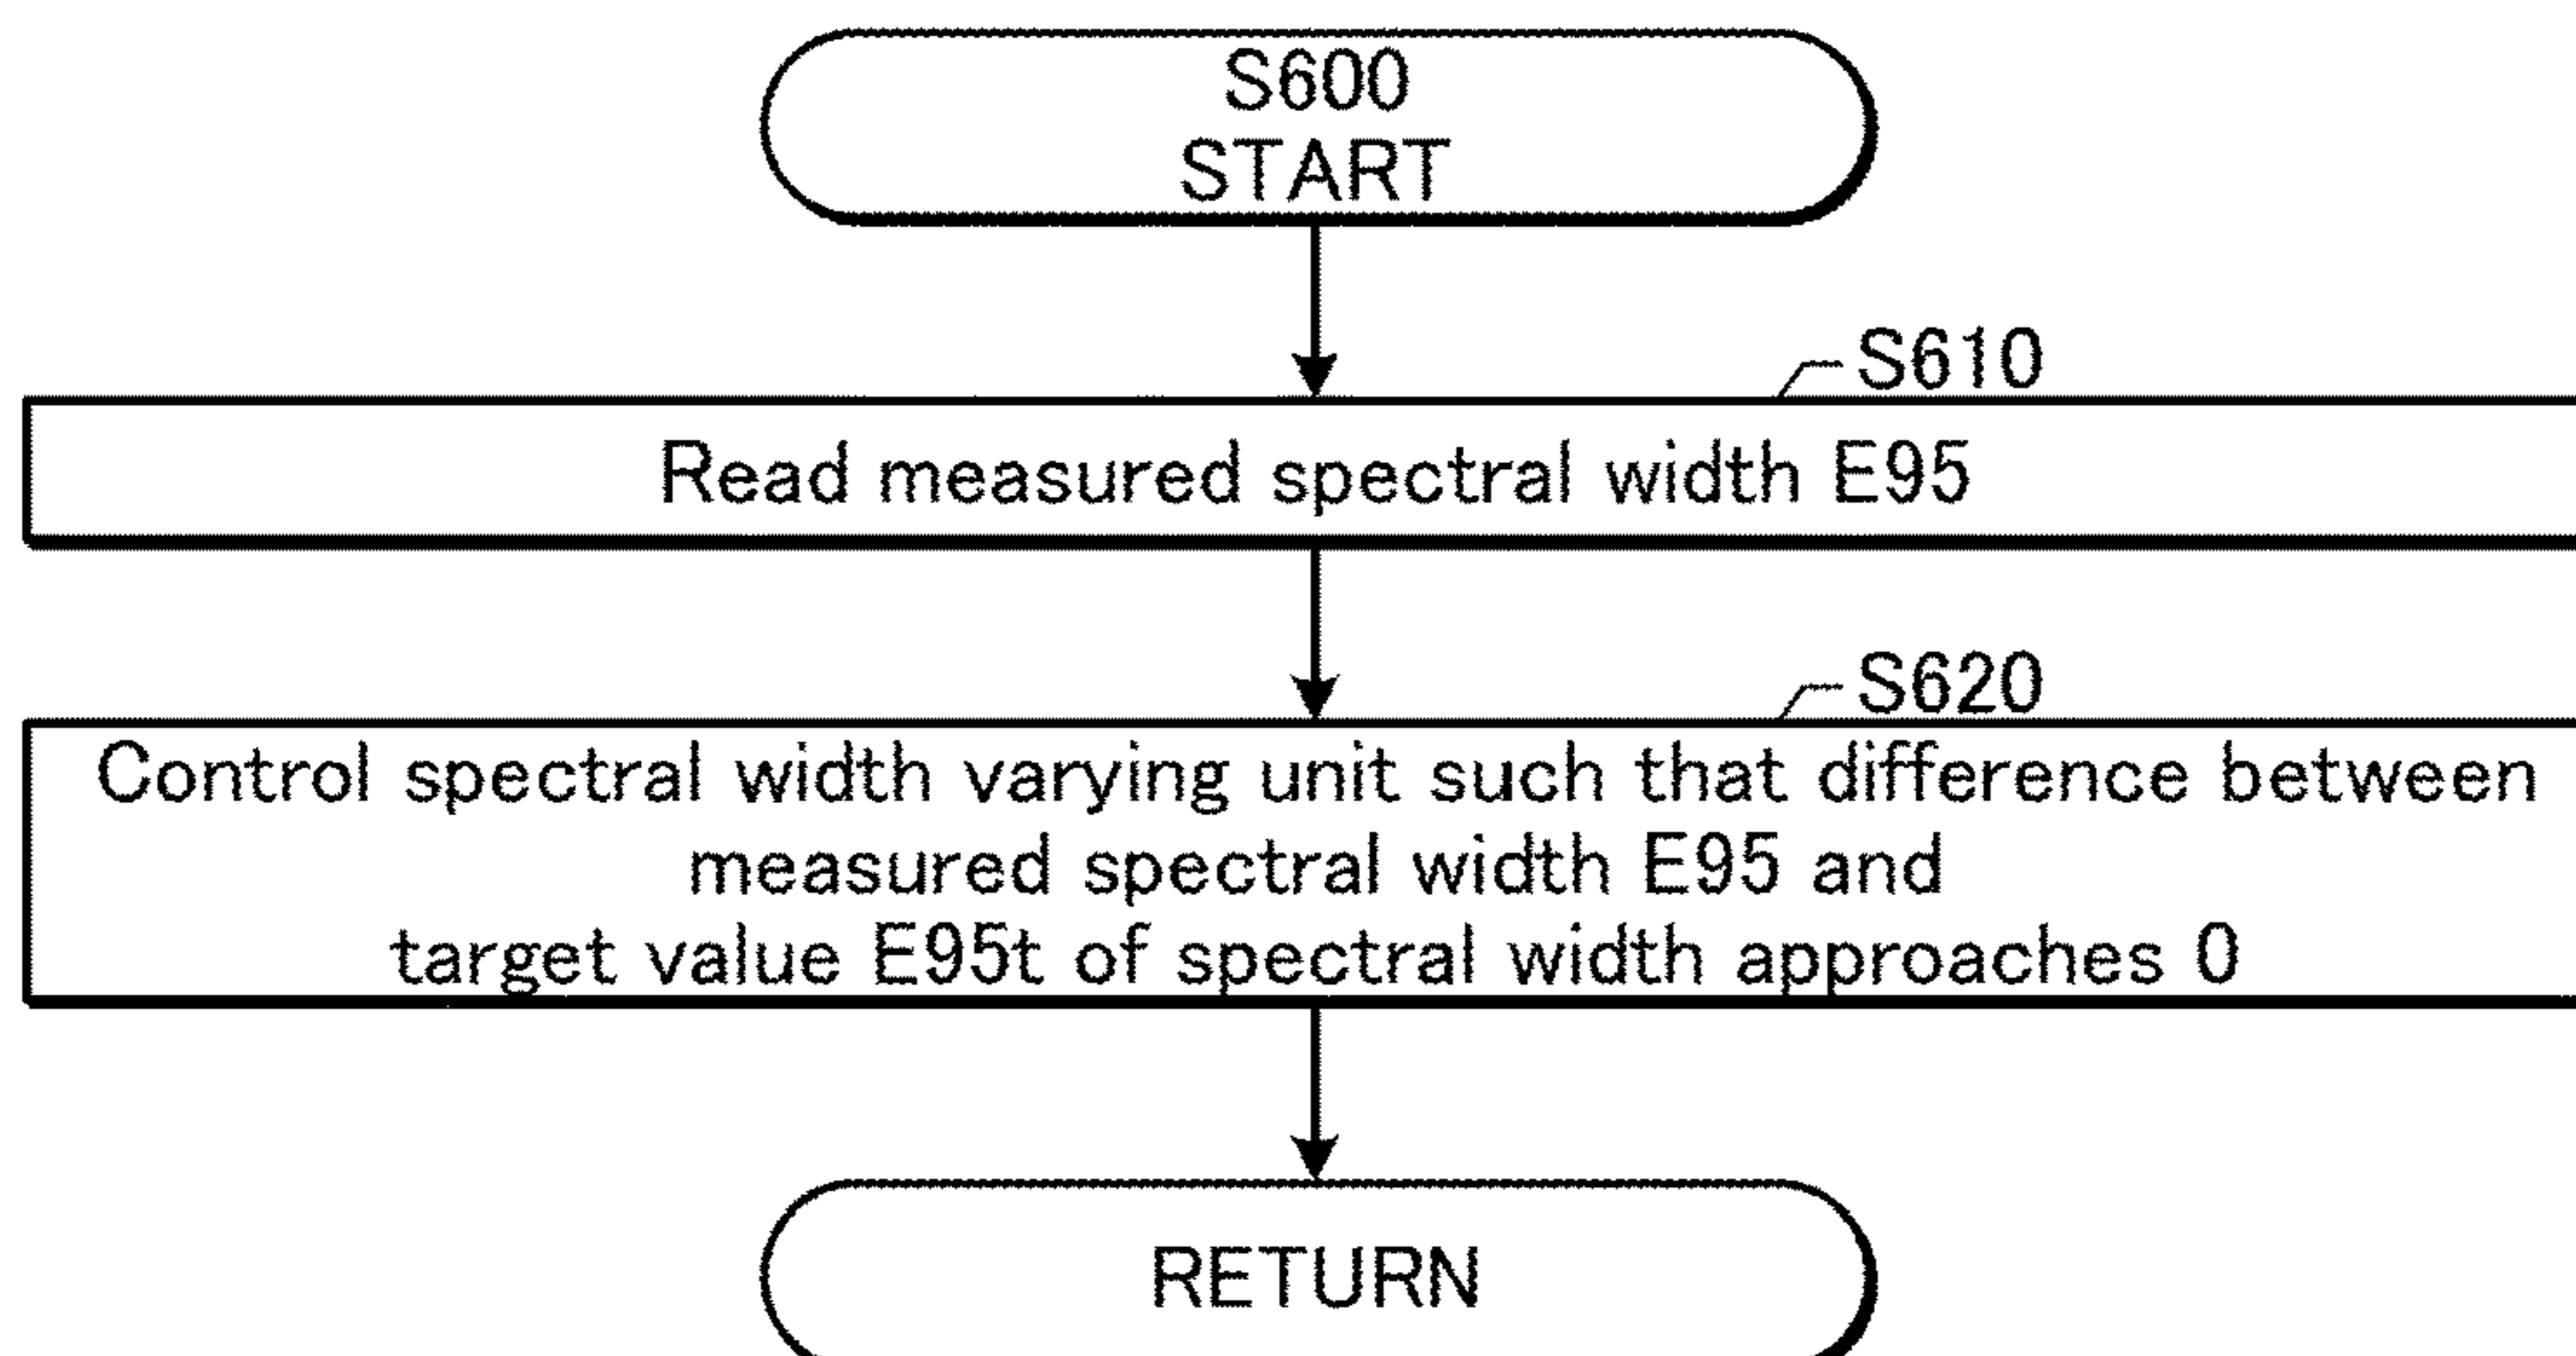 S600
START
S610
Read measured spectral width E95
S620
Control spectral width varying unit such that difference between
measured spectral width E95 and
target value E95t of spectral width approaches 0
RETURN